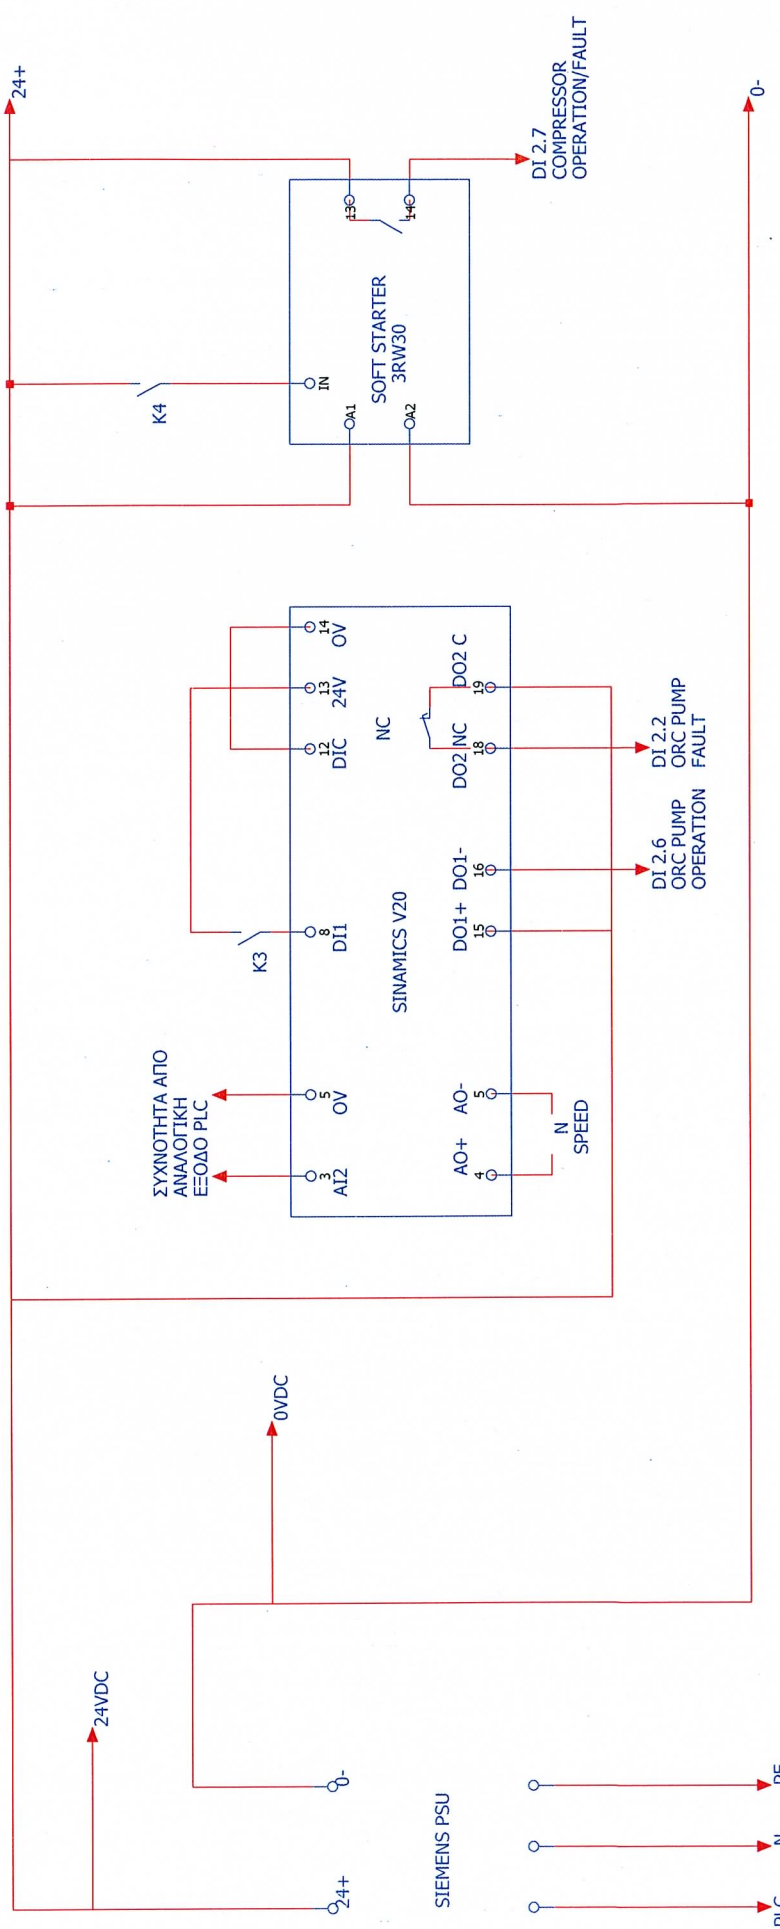 24VDC
0VDC
24+
0-
SIEMENS PSU
N
ΣΥΧΝΟΤΗΤΑ ΑΠΟ
ΑΝΑΛΟΓΙΚΗ
ΕΞΟΔΟ PLC
3
AI2
5
0V
K3
8
DI1
12
DIC
13
24V
14
0V
SINAMICS V20
NC
AO+
4
AO-
5
N
SPEED
DO1+
15
DO1-
16
DO2 NC
18
DO2 C
19
DI 2.6
ORC PUMP
OPERATION
DI 2.2
ORC PUMP
FAULT
K4
IN
A1
A2
SOFT STARTER
3RW30
13
14
DI 2.7
COMPRESSOR
OPERATION/FAULT
24+
0-